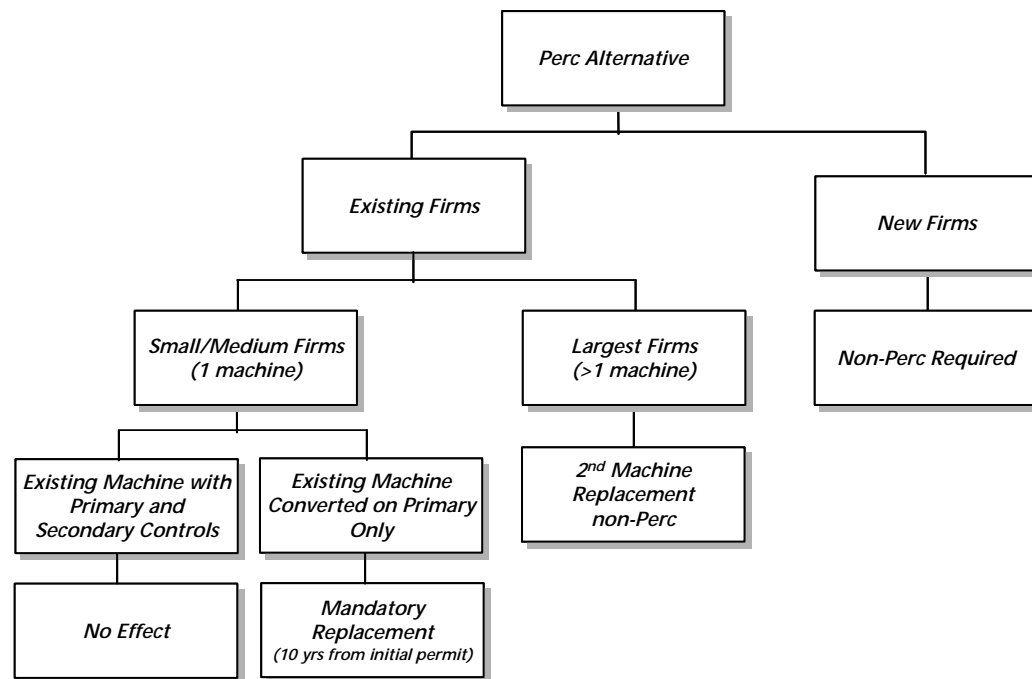 Perc Alternative
Existing Firms
New Firms
Small/Medium Firms
(1 machine)
Largest Firms
(>1 machine)
Non-Perc Required
Existing Machine with
Primary and
Secondary Controls
Existing Machine
Converted on Primary
Only
2nd Machine
Replacement
non-Perc
No Effect
Mandatory
Replacement
(10 yrs from initial permit)